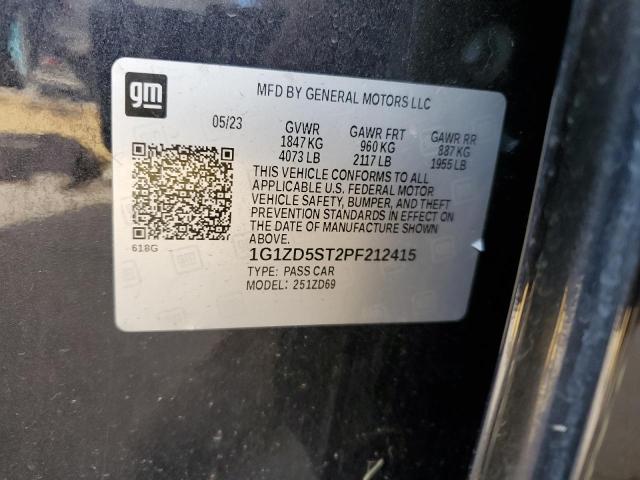 gm
MFD BY GENERAL MOTORS LLC
05/23 GVWR GAWR FRT GAWR RR
1847 KG 960 KG 887 KG
4073 LB 2117 LB 1955 LB
THIS VEHICLE CONFORMS TO ALL
APPLICABLE U.S. FEDERAL MOTOR
VEHICLE SAFETY, BUMPER, AND THEFT
PREVENTION STANDARDS IN EFFECT ON
THE DATE OF MANUFACTURE SHOWN
ABOVE.
618G
1G1ZD5ST2PF212415
TYPE: PASS CAR
MODEL: 251ZD69